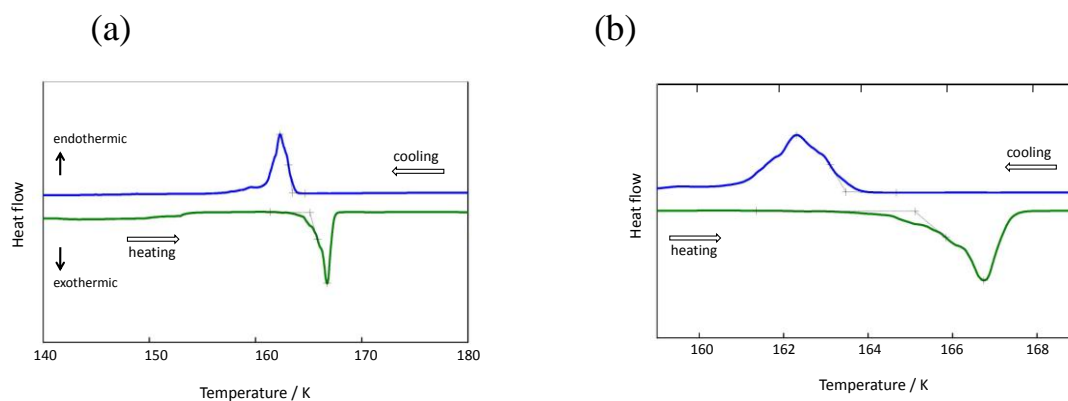 (a)
endothermic
cooling
Heat flow
heating
exothermic
140 150 160 170 180
Temperature / K
(b)
cooling
Heat flow
heating
160 162 164 166 168
Temperature / K